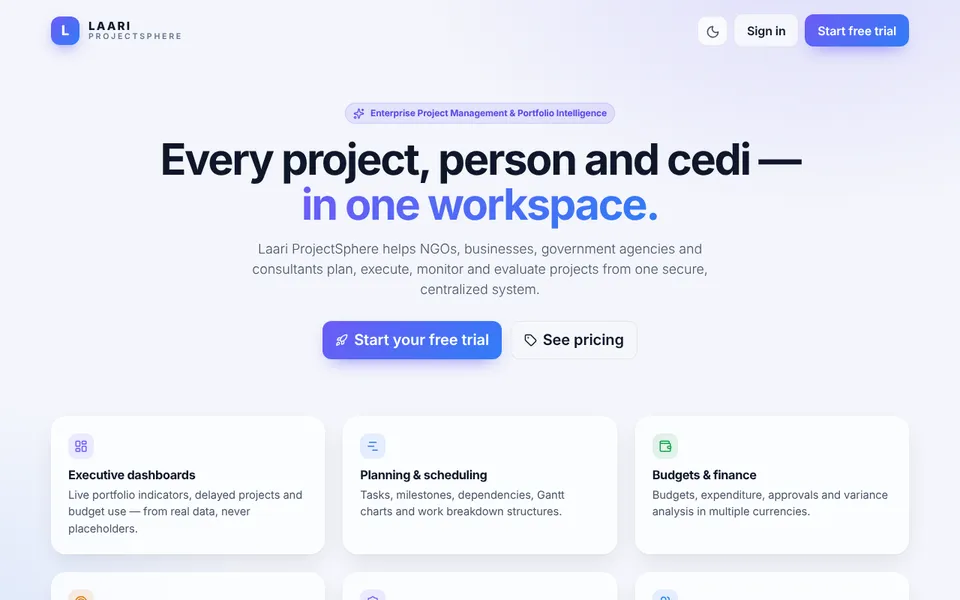 L
LAARI
PROJECTSPHERE
Sign in
Start free trial
Enterprise Project Management & Portfolio Intelligence
Every project, person and cedi —
in one workspace.
Laari ProjectSphere helps NGOs, businesses, government agencies and
consultants plan, execute, monitor and evaluate projects from one secure,
centralized system.
Start your free trial
See pricing
Executive dashboards
Live portfolio indicators, delayed projects and
budget use — from real data, never
placeholders.
Planning & scheduling
Tasks, milestones, dependencies, Gantt
charts and work breakdown structures.
Budgets & finance
Budgets, expenditure, approvals and variance
analysis in multiple currencies.